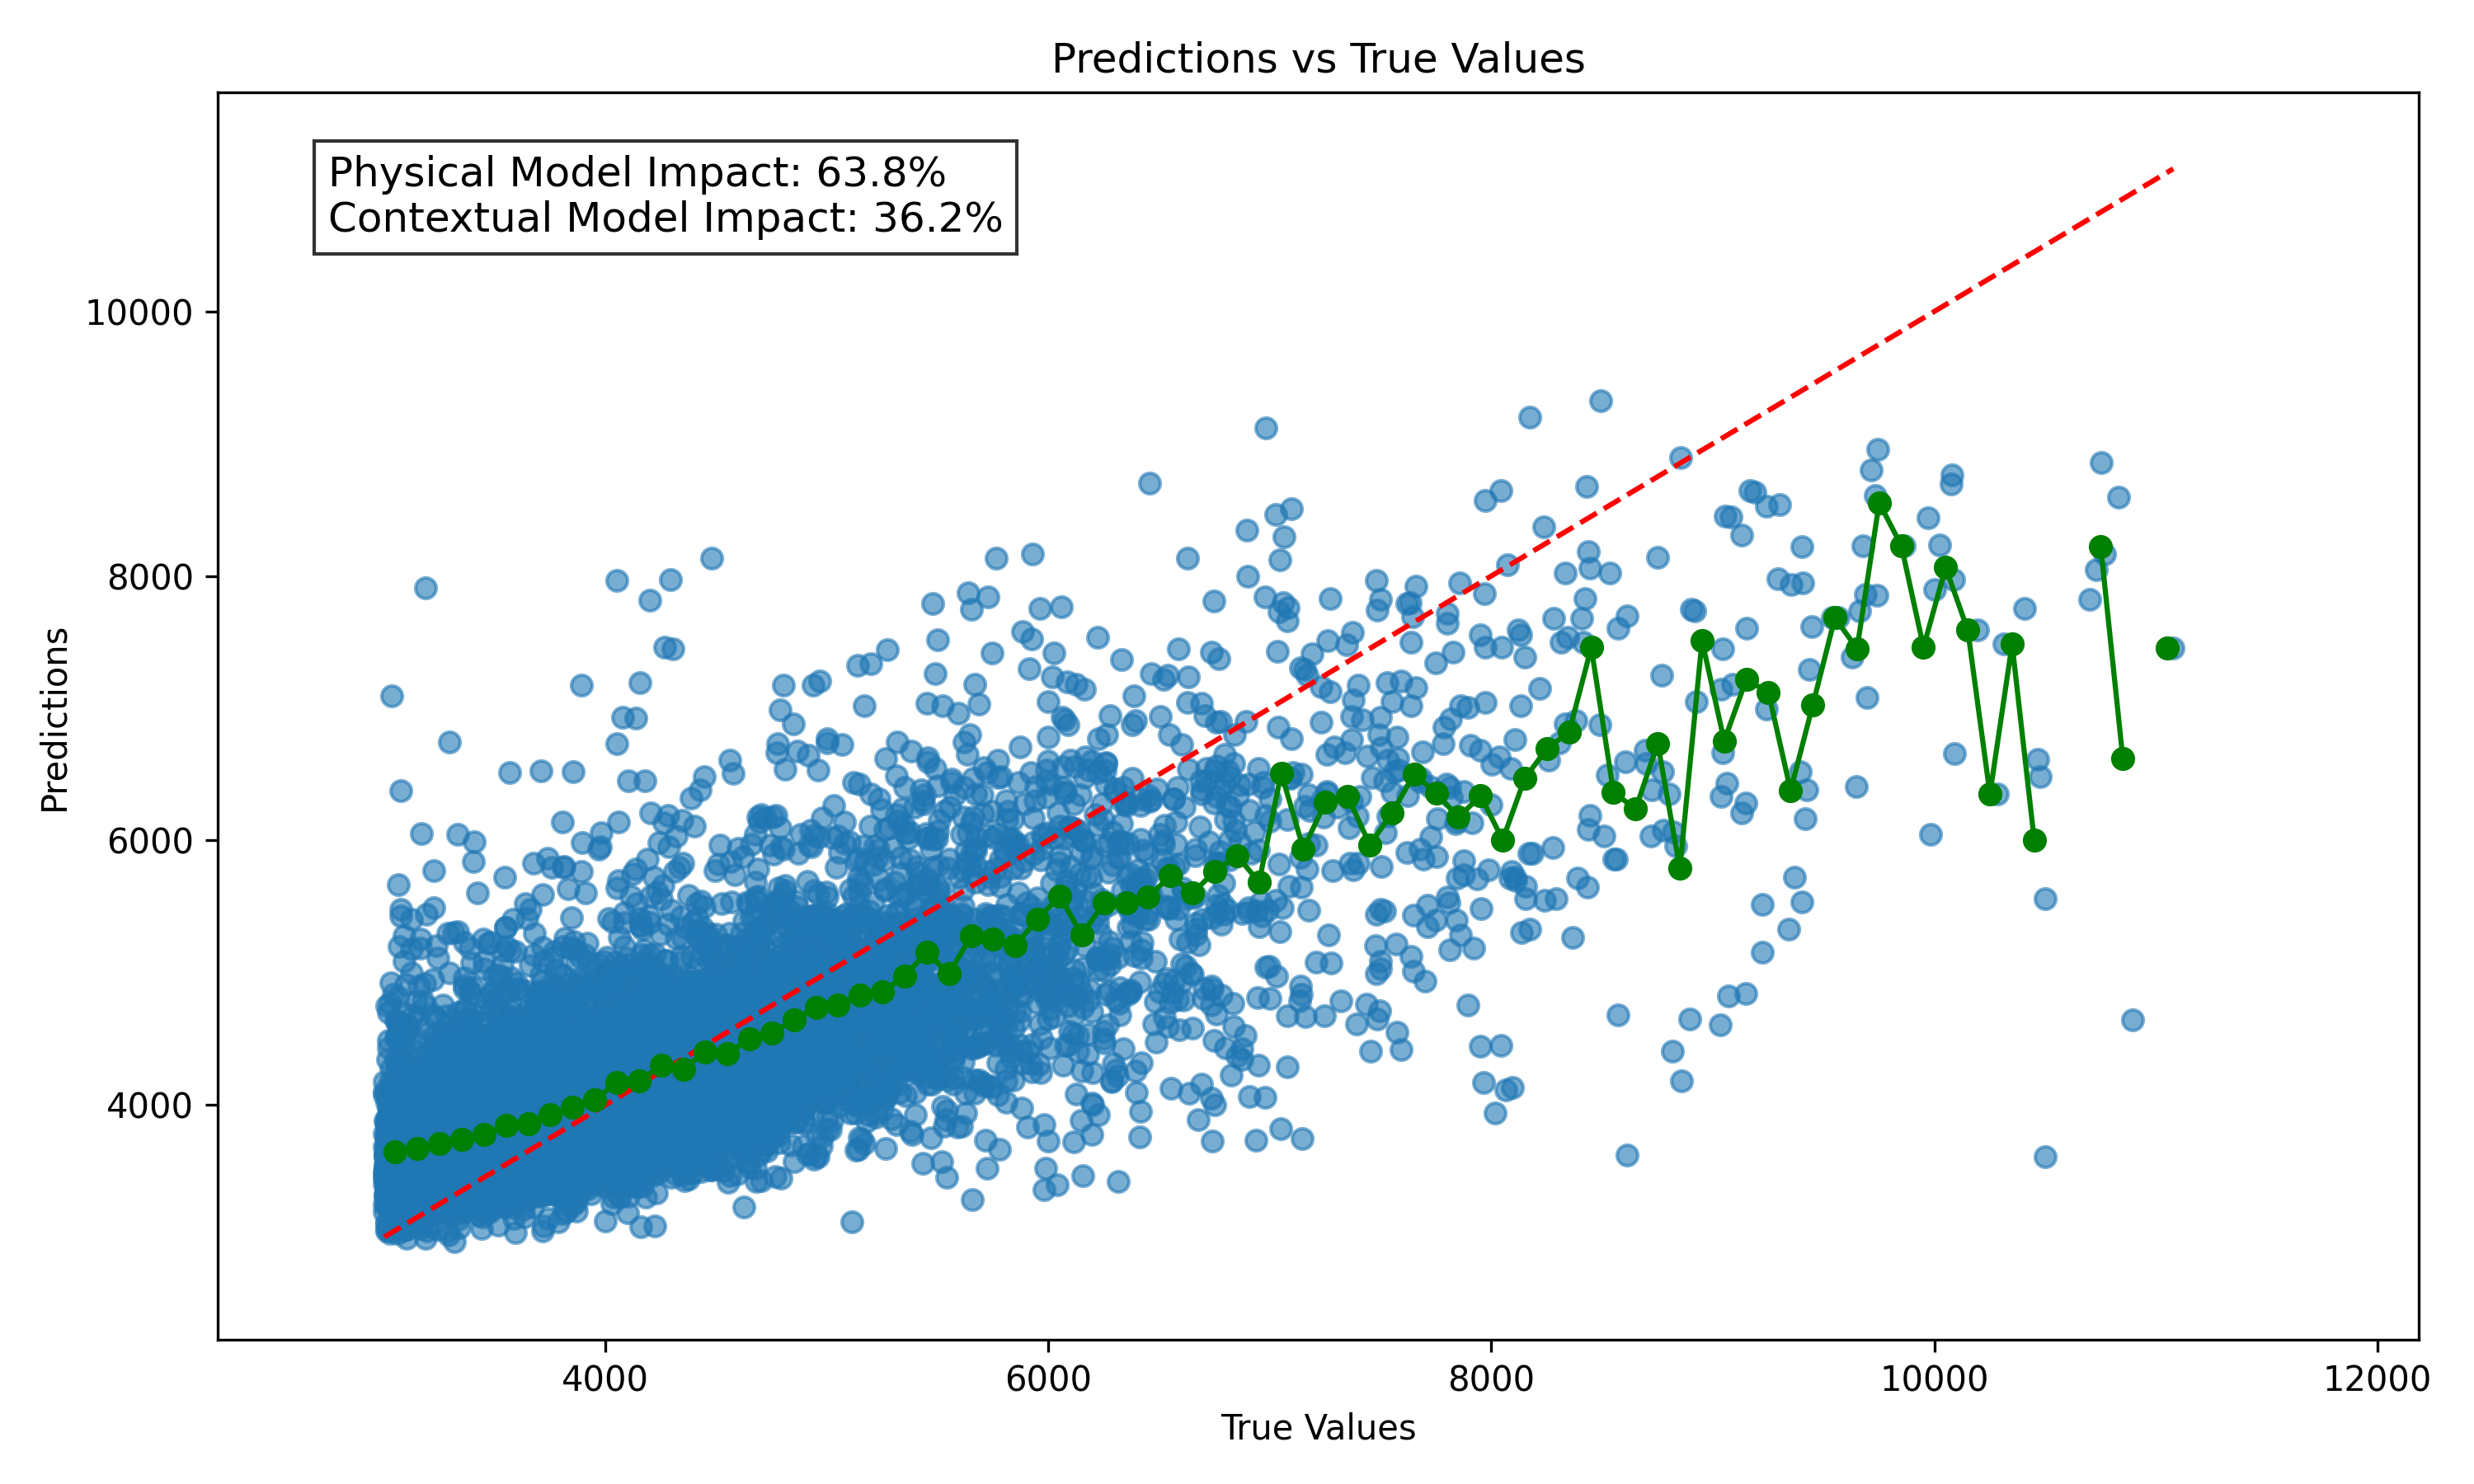 Predictions vs True Values
Physical Model Impact: 63.8%
Contextual Model Impact: 36.2%
10000
8000
6000
4000
Predictions
4000
6000
8000
10000
12000
True Values